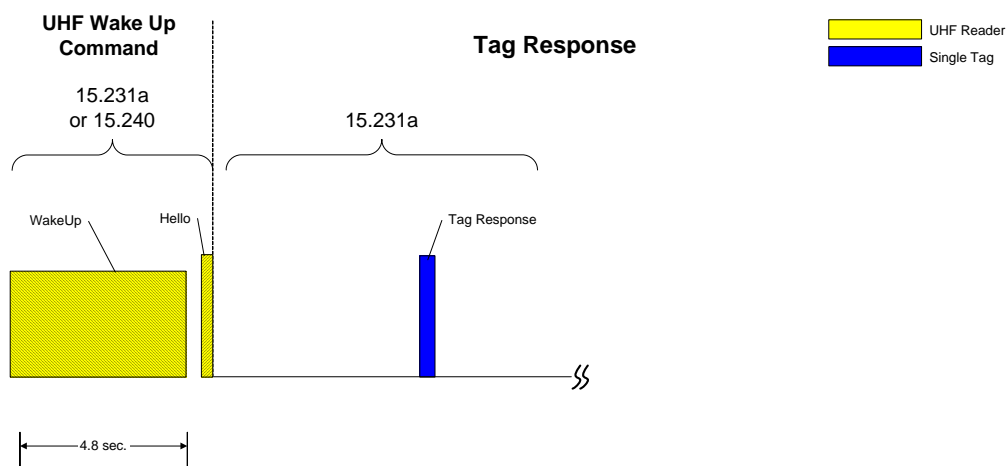 UHF Wake Up
Command
Tag Response
UHF Reader
Single Tag
15.231a
or 15.240
15.231a
WakeUp
Hello
Tag Response
4.8 sec.